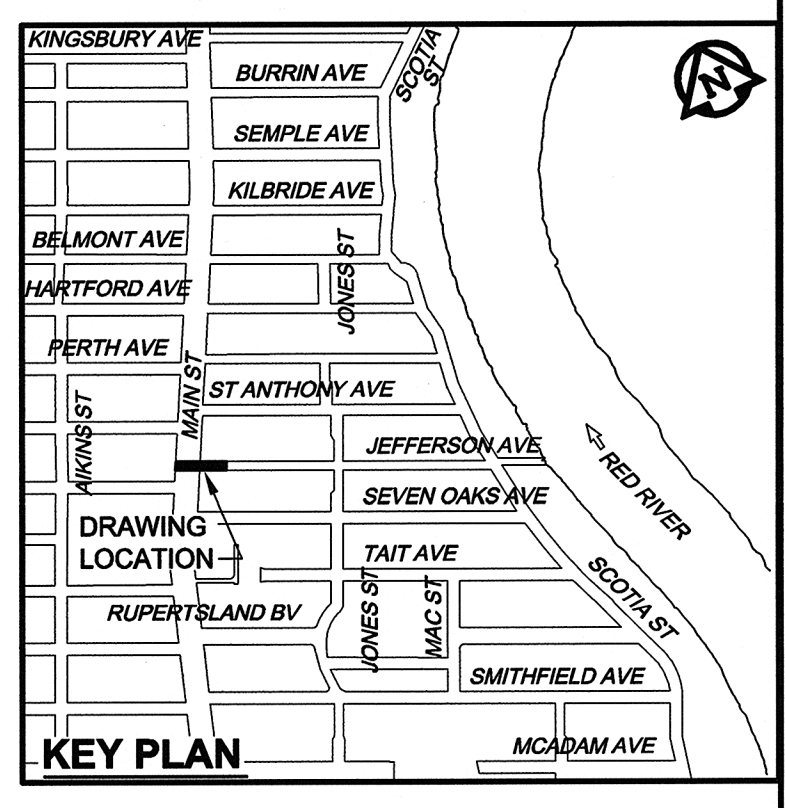 KINGSBURY AVE
SCOTIA
ST
BURRIN AVE
N
SEMPLE AVE
KILBRIDE AVE
BELMONT AVE
JONES ST
HARTFORD AVE
PERTH AVE
MAIN ST
ST ANTHONY AVE
AIKINS ST
JEFFERSON AVE
RED RIVER
SEVEN OAKS AVE
DRAWING
LOCATION
TAIT AVE
SCOTIA ST
JONES ST
MAC ST
RUPERTSLAND BV
SMITHFIELD AVE
KEY PLAN
MCADAM AVE